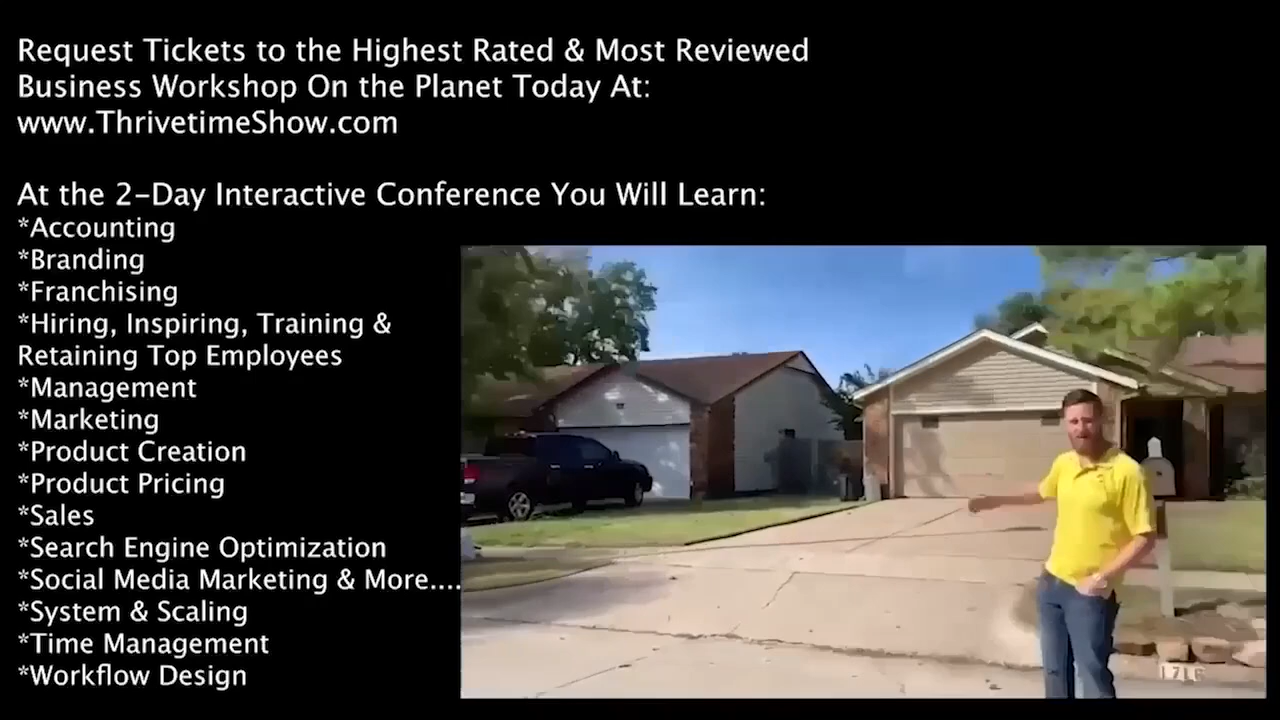 Request Tickets to the Highest Rated & Most Reviewed
Business Workshop On the Planet Today At:
www.ThrivetimeShow.com
At the 2-Day Interactive Conference You Will Learn:
*Accounting
*Branding
*Franchising
*Hiring, Inspiring, Training &
Retaining Top Employees
*Management
*Marketing
*Product Creation
*Product Pricing
*Sales
*Search Engine Optimization
*Social Media Marketing & More....
*System & Scaling
*Time Management
*Workflow Design